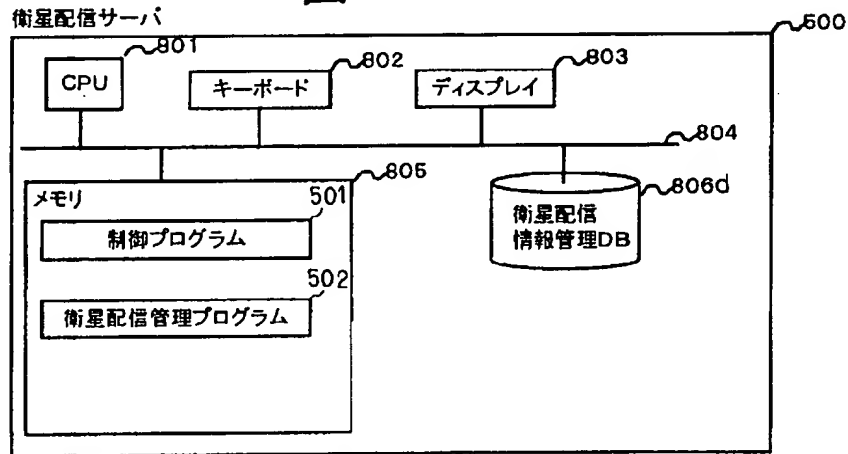 衛星配信サーバ
500
801
CPU
802
キーボード
803
ディスプレイ
804
805
メモリ
501
制御プログラム
502
衛星配信管理プログラム
806d
衛星配信
情報管理DB